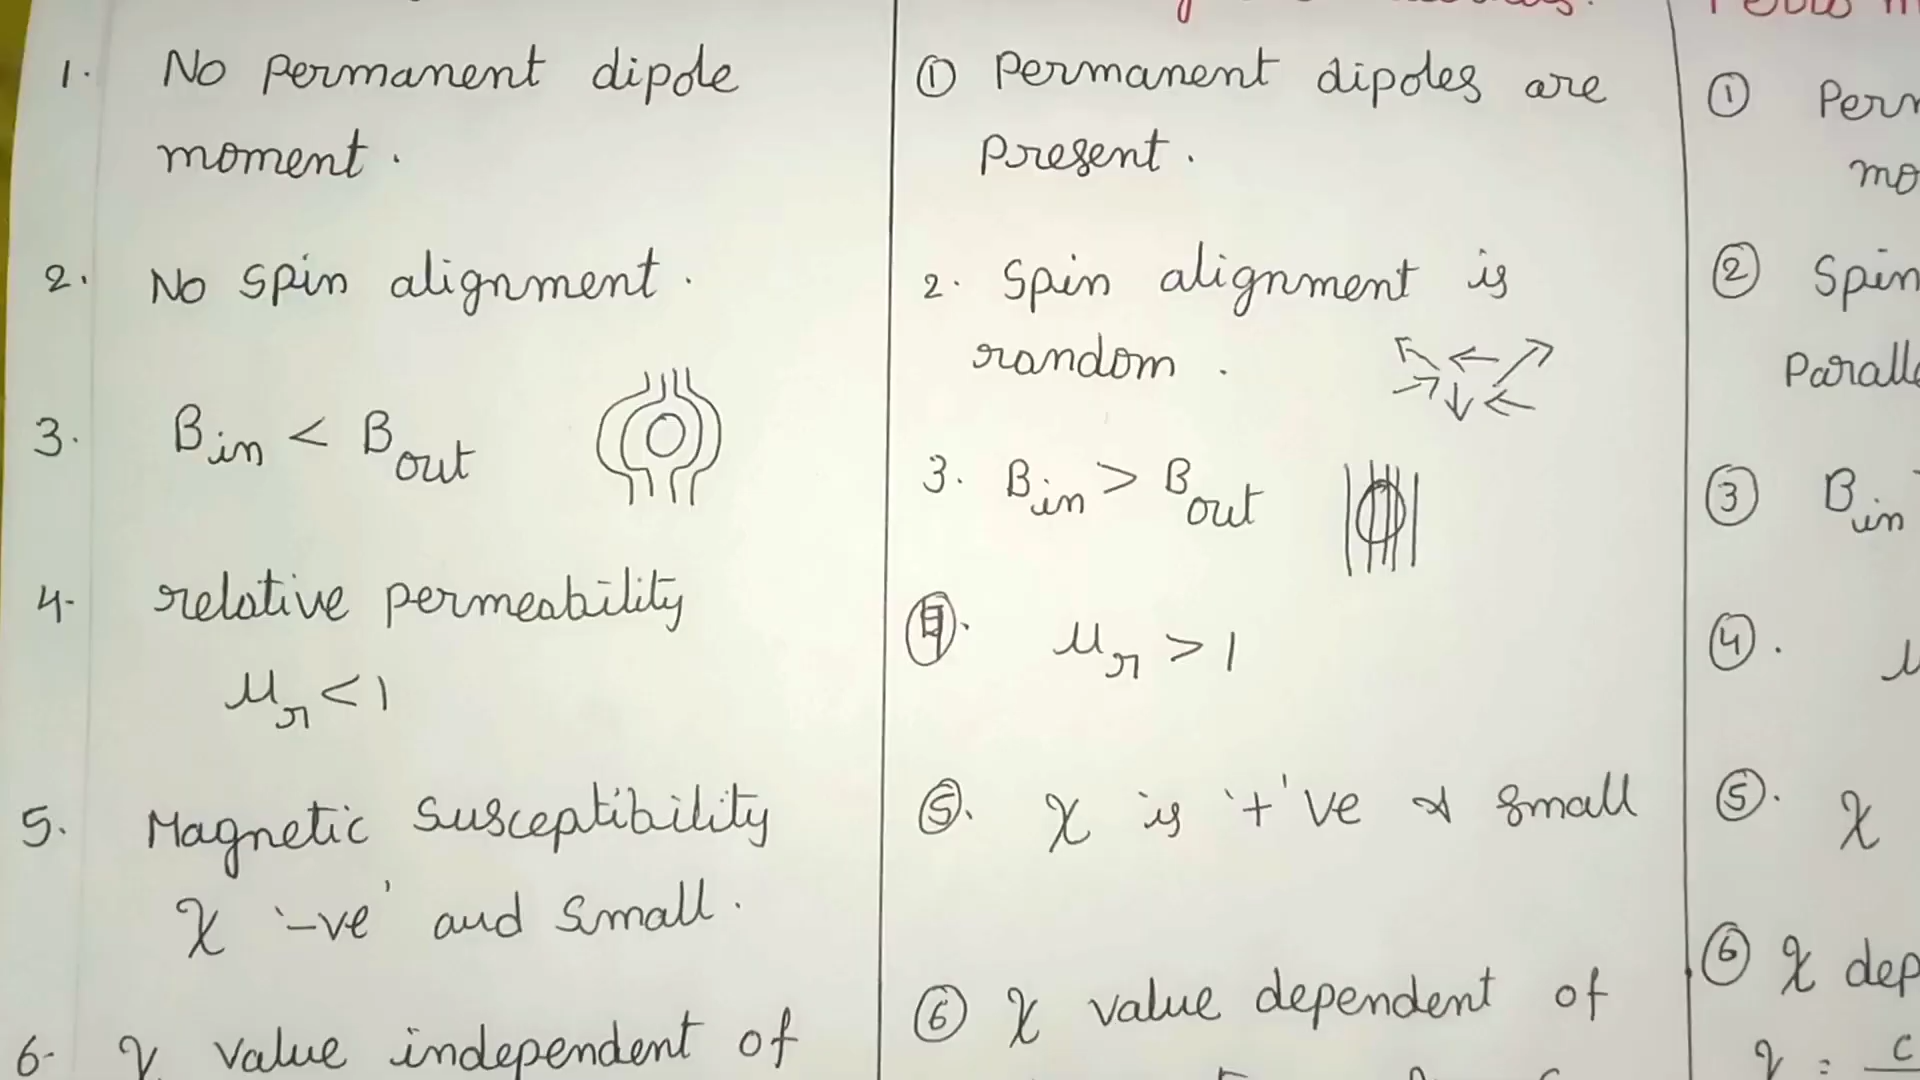 1. No permanent dipole
moment.
2. No spin alignment.
3. Bin < Bout
4. relative permeability
μr < 1
5. Magnetic Susceptibility
χ '-ve' and small.
6. χ value independent of
① Permanent dipoles are
present.
2. Spin alignment is
random.
3. Bin > Bout
④. μr > 1
⑤. χ is '+'ve & small
⑥ χ value dependent of
①
②  Spin
③ Bin
④. μ
⑤. χ
⑥ χ dep
χ = C